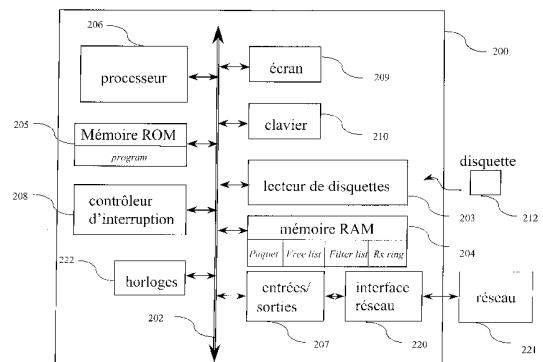 206
200
processeur
écran
209
205
Mémoire ROM
program
clavier
210
disquette
208
contrôleur
d'interruption
lecteur de disquettes
203
212
mémoire RAM
204
Paquet Free list Filter list Rx ring
222
horloges
entrées/
sorties
interface
réseau
réseau
202
207
220
221